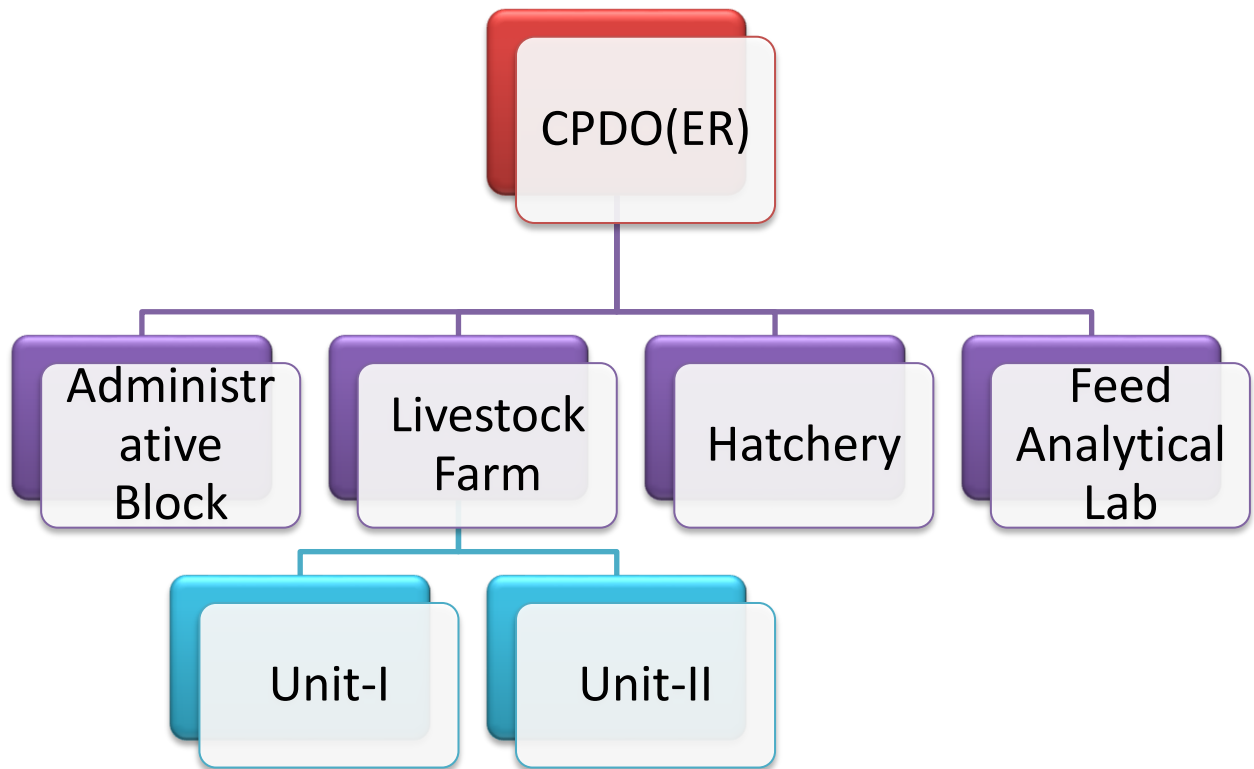 CPDO(ER)
Administr
ative
Block
Livestock
Farm
Hatchery
Feed
Analytical
Lab
Unit-I
Unit-II